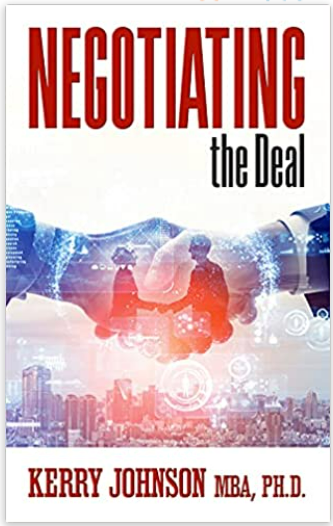 NEGOTIATING
the Deal
KERRY JOHNSON MBA, PH.D.